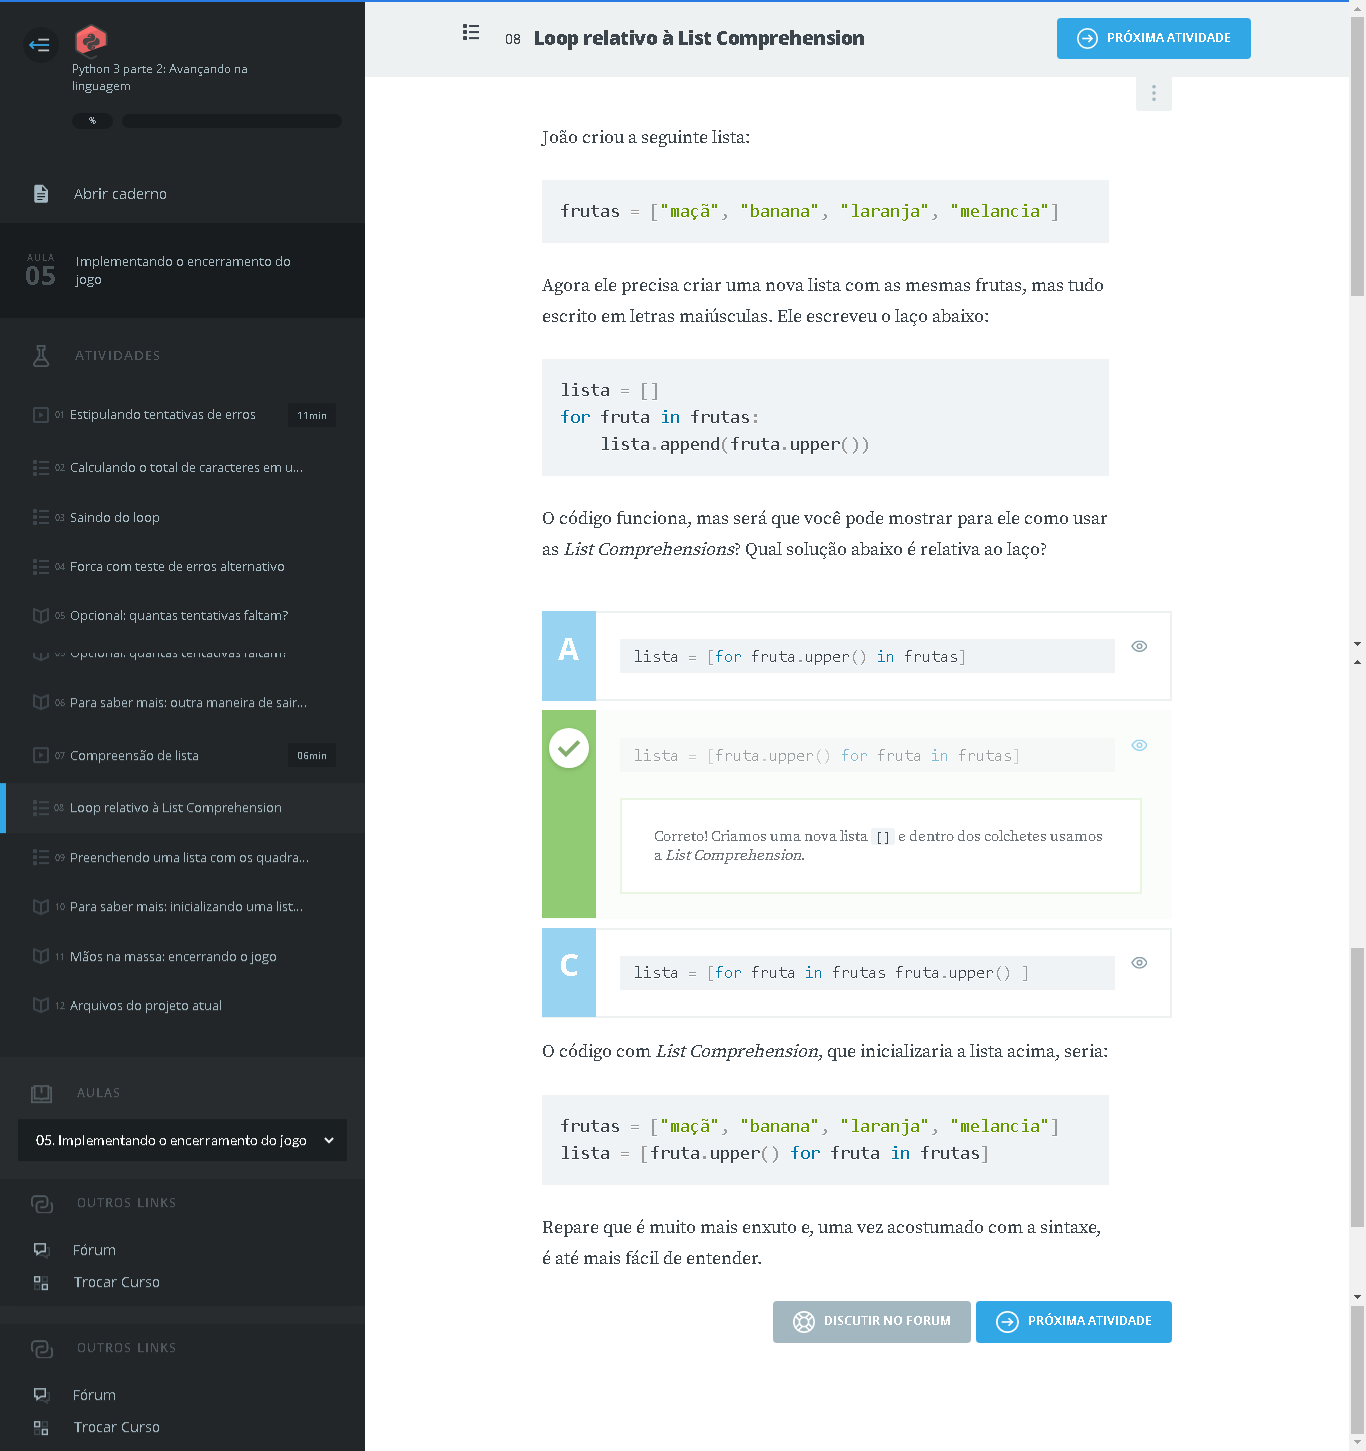 Python 3 parte 2: Avançando na
linguagem
%
Abrir caderno
AULA
05
Implementando o encerramento do
jogo
ATIVIDADES
01 Estipulando tentativas de erros 11min
02 Calculando o total de caracteres em u...
03 Saindo do loop
04 Forca com teste de erros alternativo
05 Opcional: quantas tentativas faltam?
05 Opcional: quantas tentativas faltam?
06 Para saber mais: outra maneira de sair...
07 Compreensão de lista 06min
08 Loop relativo à List Comprehension
09 Preenchendo uma lista com os quadra...
10 Para saber mais: inicializando uma list...
11 Mãos na massa: encerrando o jogo
12 Arquivos do projeto atual
AULAS
05. Implementando o encerramento do jogo
OUTROS LINKS
Fórum
Trocar Curso
OUTROS LINKS
Fórum
Trocar Curso
08 Loop relativo à List Comprehension
PRÓXIMA ATIVIDADE
João criou a seguinte lista:
frutas = ["maçã", "banana", "laranja", "melancia"]
Agora ele precisa criar uma nova lista com as mesmas frutas, mas tudo
escrito em letras maiúsculas. Ele escreveu o laço abaixo:
lista = []
for fruta in frutas:
    lista.append(fruta.upper())
O código funciona, mas será que você pode mostrar para ele como usar
as List Comprehensions? Qual solução abaixo é relativa ao laço?
A
lista = [for fruta.upper() in frutas]
lista = [fruta.upper() for fruta in frutas]
Correto! Criamos uma nova lista [] e dentro dos colchetes usamos
a List Comprehension.
C
lista = [for fruta in frutas fruta.upper() ]
O código com List Comprehension, que inicializaria a lista acima, seria:
frutas = ["maçã", "banana", "laranja", "melancia"]
lista = [fruta.upper() for fruta in frutas]
Repare que é muito mais enxuto e, uma vez acostumado com a sintaxe,
é até mais fácil de entender.
DISCUTIR NO FORUM
PRÓXIMA ATIVIDADE